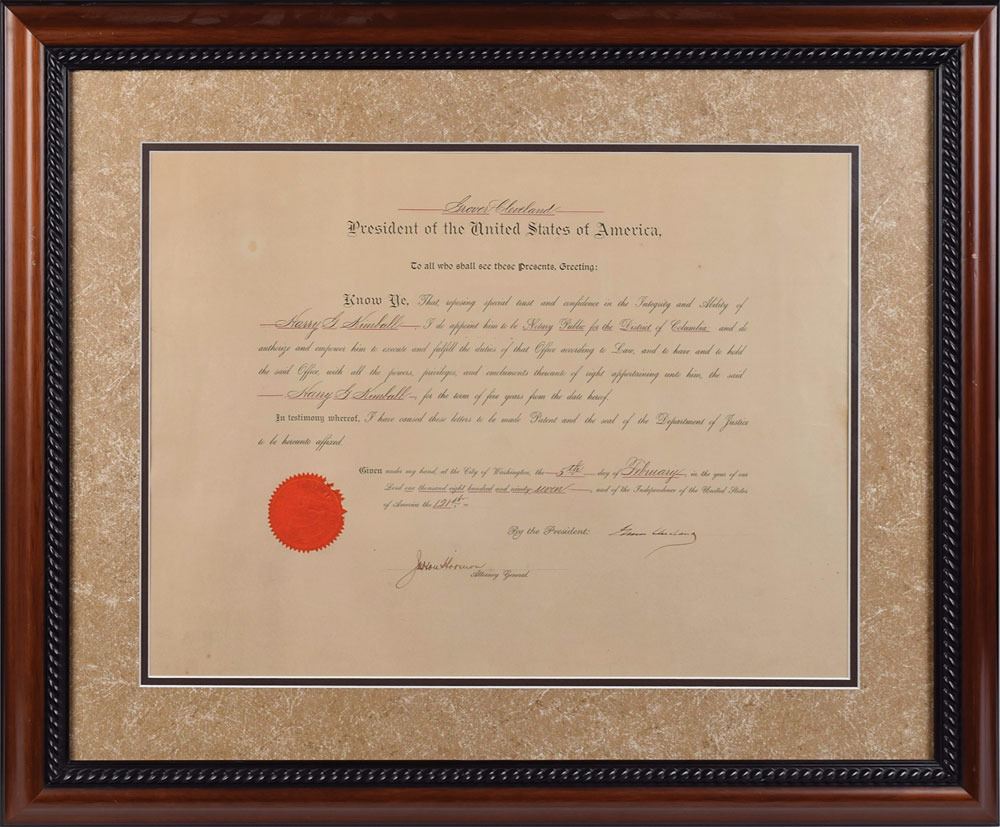 Grover Cleveland
President of the United States of America,
To all who shall see these Presents, Greeting:
Know Ye, That, reposing special trust and confidence in the Integrity and Ability of
Harry G Kimball I do appoint him to be Notary Public for the District of Columbia and do
authorize and empower him to execute and fulfill the duties of that Office according to Law, and to have and to hold
the said Office, with all the powers, privileges, and emoluments thereunto of right appertaining unto him, the said
Harry G Kimball, for the term of five years from the date hereof.
In testimony whereof, I have caused these letters to be made Patent and the seal of the Department of Justice
to be hereunto affixed.
Given under my hand, at the City of Washington, the 5th day of February, in the year of our
Lord one thousand eight hundred and ninety seven, and of the Independence of the United States
of America the 121st.
By the President: Grover Cleveland
Judson Harmon
Attorney General.